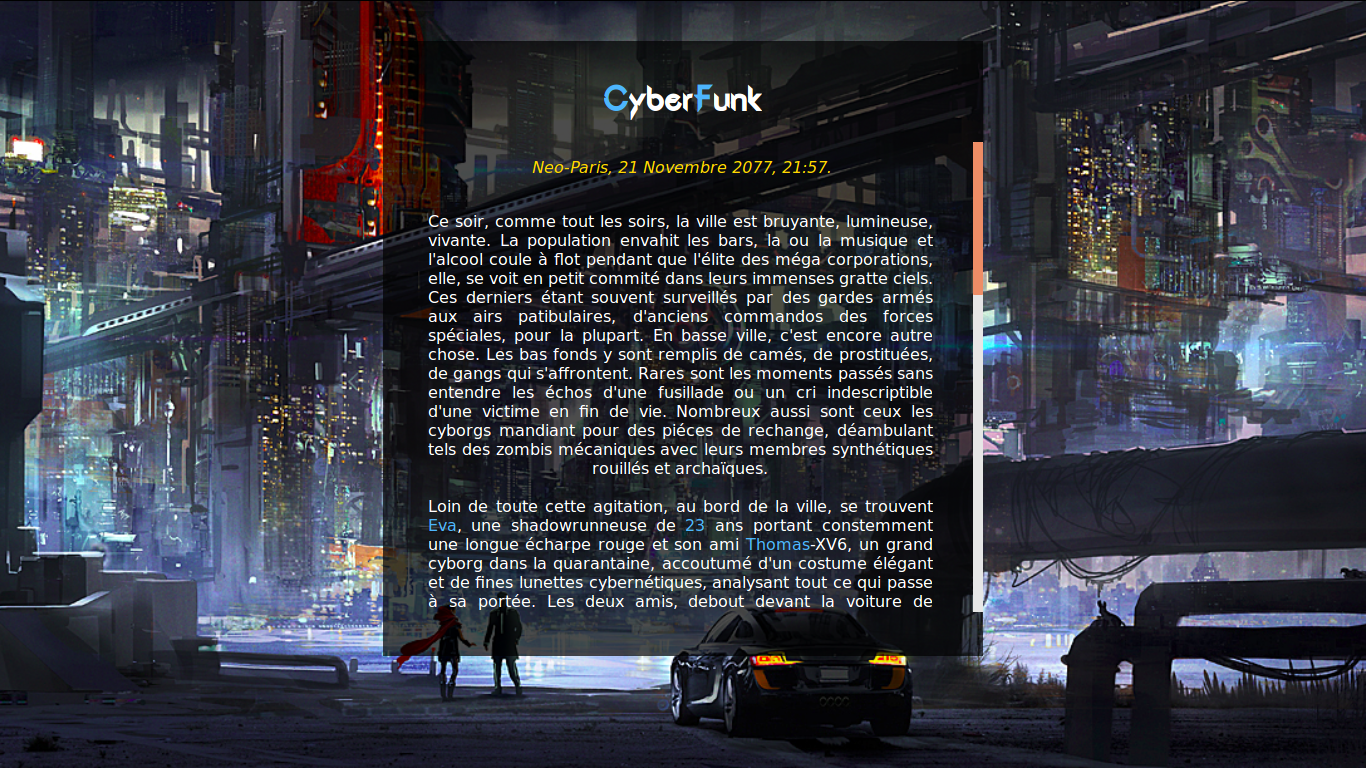 CyberFunk
Neo-Paris, 21 Novembre 2077, 21:57.
Ce soir, comme tout les soirs, la ville est bruyante, lumineuse,
vivante. La population envahit les bars, la ou la musique et
l'alcool coule à flot pendant que l'élite des méga corporations,
elle, se voit en petit commité dans leurs immenses gratte ciels.
Ces derniers étant souvent surveillés par des gardes armés
aux airs patibulaires, d'anciens commandos des forces
spéciales, pour la plupart. En basse ville, c'est encore autre
chose. Les bas fonds y sont remplis de camés, de prostituées,
de gangs qui s'affrontent. Rares sont les moments passés sans
entendre les échos d'une fusillade ou un cri indescriptible
d'une victime en fin de vie. Nombreux aussi sont ceux les
cyborgs mandiant pour des piéces de rechange, déambulant
tels des zombis mécaniques avec leurs membres synthétiques
rouillés et archaïques.
Loin de toute cette agitation, au bord de la ville, se trouvent
Eva, une shadowrunneuse de 23 ans portant constemment
une longue écharpe rouge et son ami Thomas-XV6, un grand
cyborg dans la quarantaine, accoutumé d'un costume élégant
et de fines lunettes cybernétiques, analysant tout ce qui passe
à sa portée. Les deux amis, debout devant la voiture de